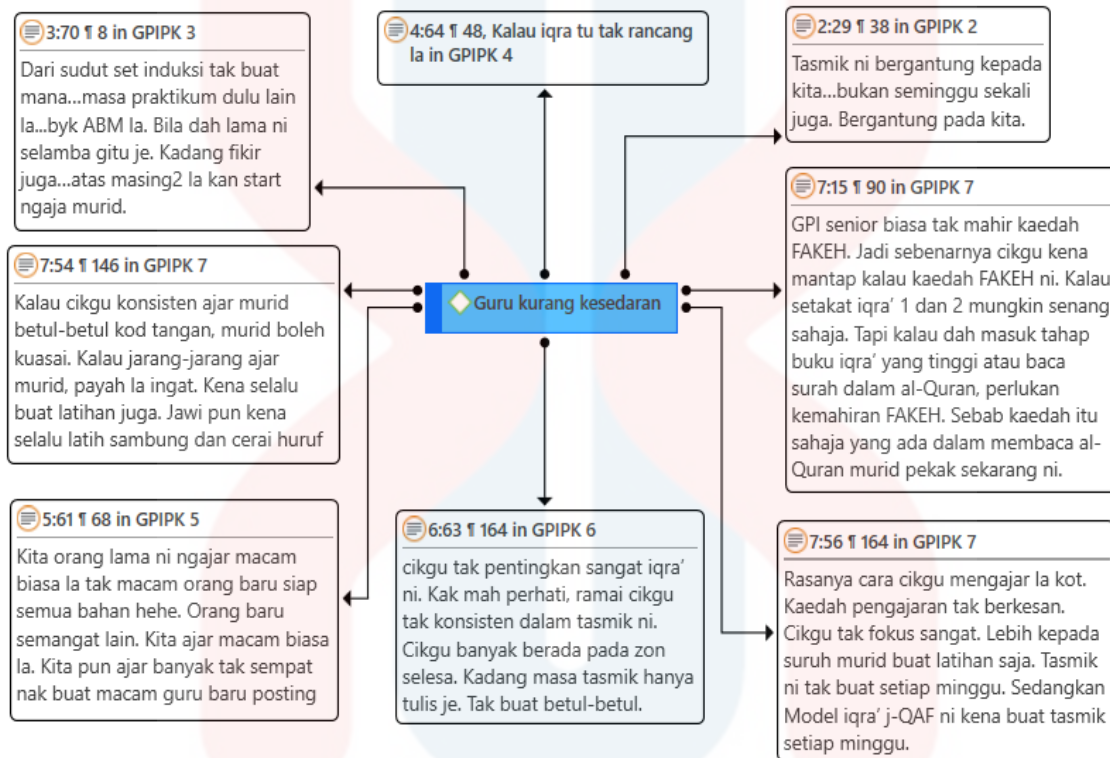 3:70 ¶ 8 in GPIPK 3
Dari sudut set induksi tak buat
mana...masa praktikum dulu lain
la...byk ABM la. Bila dah lama ni
selamba gitu je. Kadang fikir
juga...atas masing2 la kan start
ngaja murid.
4:64 ¶ 48, Kalau iqra tu tak rancang
la in GPIPK 4
2:29 ¶ 38 in GPIPK 2
Tasmik ni bergantung kepada
kita...bukan seminggu sekali
juga. Bergantung pada kita.
7:15 ¶ 90 in GPIPK 7
GPI senior biasa tak mahir kaedah
FAKEH. Jadi sebenarnya cikgu kena
mantap kalau kaedah FAKEH ni. Kalau
setakat iqra’ 1 dan 2 mungkin senang
sahaja. Tapi kalau dah masuk tahap
buku iqra’ yang tinggi atau baca
surah dalam al-Quran, perlukan
kemahiran FAKEH. Sebab kaedah itu
sahaja yang ada dalam membaca al-
Quran murid pekak sekarang ni.
7:54 ¶ 146 in GPIPK 7
Kalau cikgu konsisten ajar murid
betul-betul kod tangan, murid boleh
kuasai. Kalau jarang-jarang ajar
murid, payah la ingat. Kena selalu
buat latihan juga. Jawi pun kena
selalu latih sambung dan cerai huruf
Guru kurang kesedaran
5:61 ¶ 68 in GPIPK 5
Kita orang lama ni ngajar macam
biasa la tak macam orang baru siap
semua bahan hehe. Orang baru
semangat lain. Kita ajar macam biasa
la. Kita pun ajar banyak tak sempat
nak buat macam guru baru posting
6:63 ¶ 164 in GPIPK 6
cikgu tak pentingkan sangat iqra’
ni. Kak mah perhati, ramai cikgu
tak konsisten dalam tasmik ni.
Cikgu banyak berada pada zon
selesa. Kadang masa tasmik hanya
tulis je. Tak buat betul-betul.
7:56 ¶ 164 in GPIPK 7
Rasanya cara cikgu mengajar la kot.
Kaedah pengajaran tak berkesan.
Cikgu tak fokus sangat. Lebih kepada
suruh murid buat latihan saja. Tasmik
ni tak buat setiap minggu. Sedangkan
Model iqra’ j-QAF ni kena buat tasmik
setiap minggu.